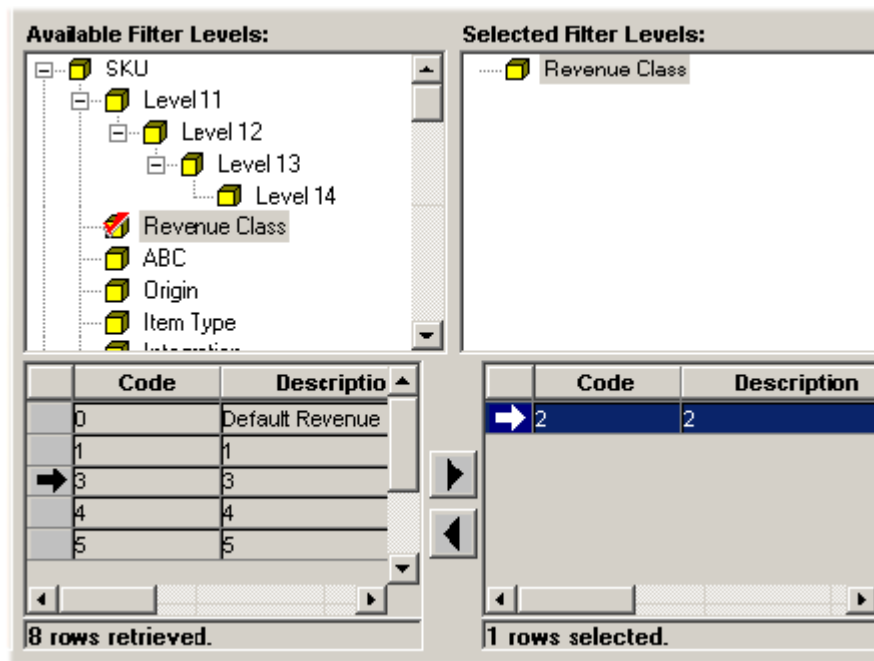 Available Filter Levels:
SKU
Level 11
Level 12
Level 13
Level 14
Revenue Class
ABC
Origin
Item Type
Selected Filter Levels:
Revenue Class
Code Descriptio
0 Default Revenue
1 1
3 3
4 4
5 5
8 rows retrieved.
Code Description
2 2
1 rows selected.